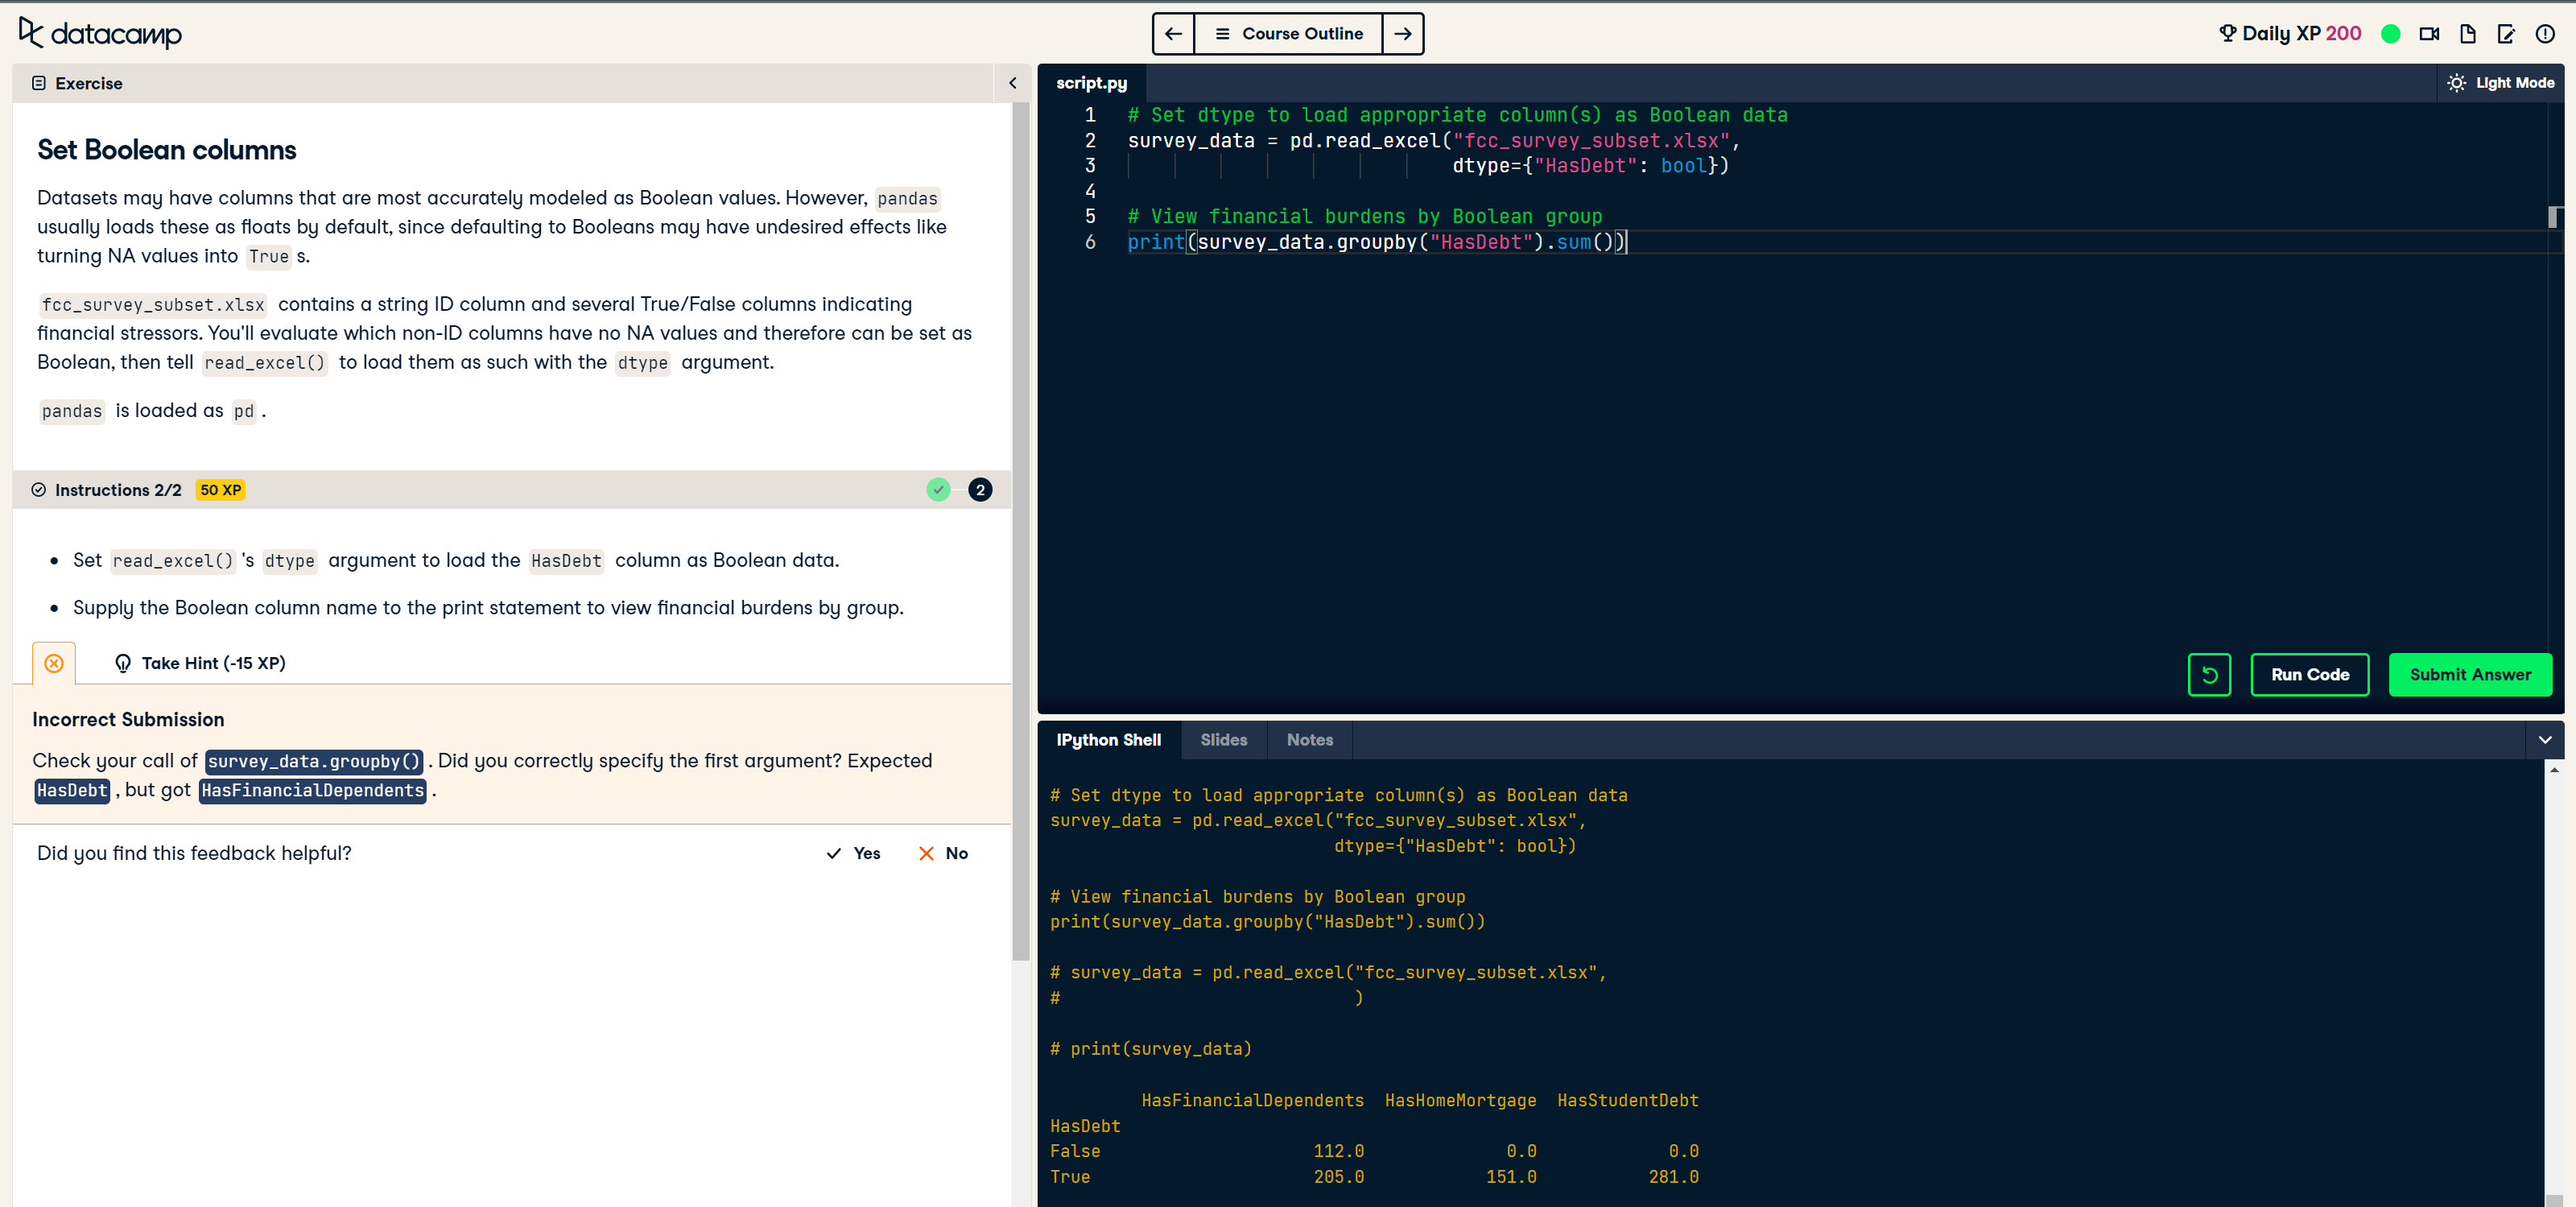 datacamp
Course Outline
Daily XP 200
Exercise
Set Boolean columns
Datasets may have columns that are most accurately modeled as Boolean values. However, pandas
usually loads these as floats by default, since defaulting to Booleans may have undesired effects like
turning NA values into True s.
fcc_survey_subset.xlsx contains a string ID column and several True/False columns indicating
financial stressors. You'll evaluate which non-ID columns have no NA values and therefore can be set as
Boolean, then tell read_excel() to load them as such with the dtype argument.
pandas is loaded as pd .
Instructions 2/2 50 XP
2
• Set read_excel() 's dtype argument to load the HasDebt column as Boolean data.
• Supply the Boolean column name to the print statement to view financial burdens by group.
Take Hint (-15 XP)
Incorrect Submission
Check your call of survey_data.groupby() . Did you correctly specify the first argument? Expected
HasDebt , but got HasFinancialDependents .
Did you find this feedback helpful?
Yes
No
script.py
Light Mode
1 # Set dtype to load appropriate column(s) as Boolean data
2 survey_data = pd.read_excel("fcc_survey_subset.xlsx",
3 dtype={"HasDebt": bool})
4
5 # View financial burdens by Boolean group
6 print(survey_data.groupby("HasDebt").sum())
Run Code
Submit Answer
IPython Shell
Slides
Notes
# Set dtype to load appropriate column(s) as Boolean data
survey_data = pd.read_excel("fcc_survey_subset.xlsx",
dtype={"HasDebt": bool})
# View financial burdens by Boolean group
print(survey_data.groupby("HasDebt").sum())
# survey_data = pd.read_excel("fcc_survey_subset.xlsx",
# )
# print(survey_data)
HasFinancialDependents HasHomeMortgage HasStudentDebt
HasDebt
False 112.0 0.0 0.0
True 205.0 151.0 281.0